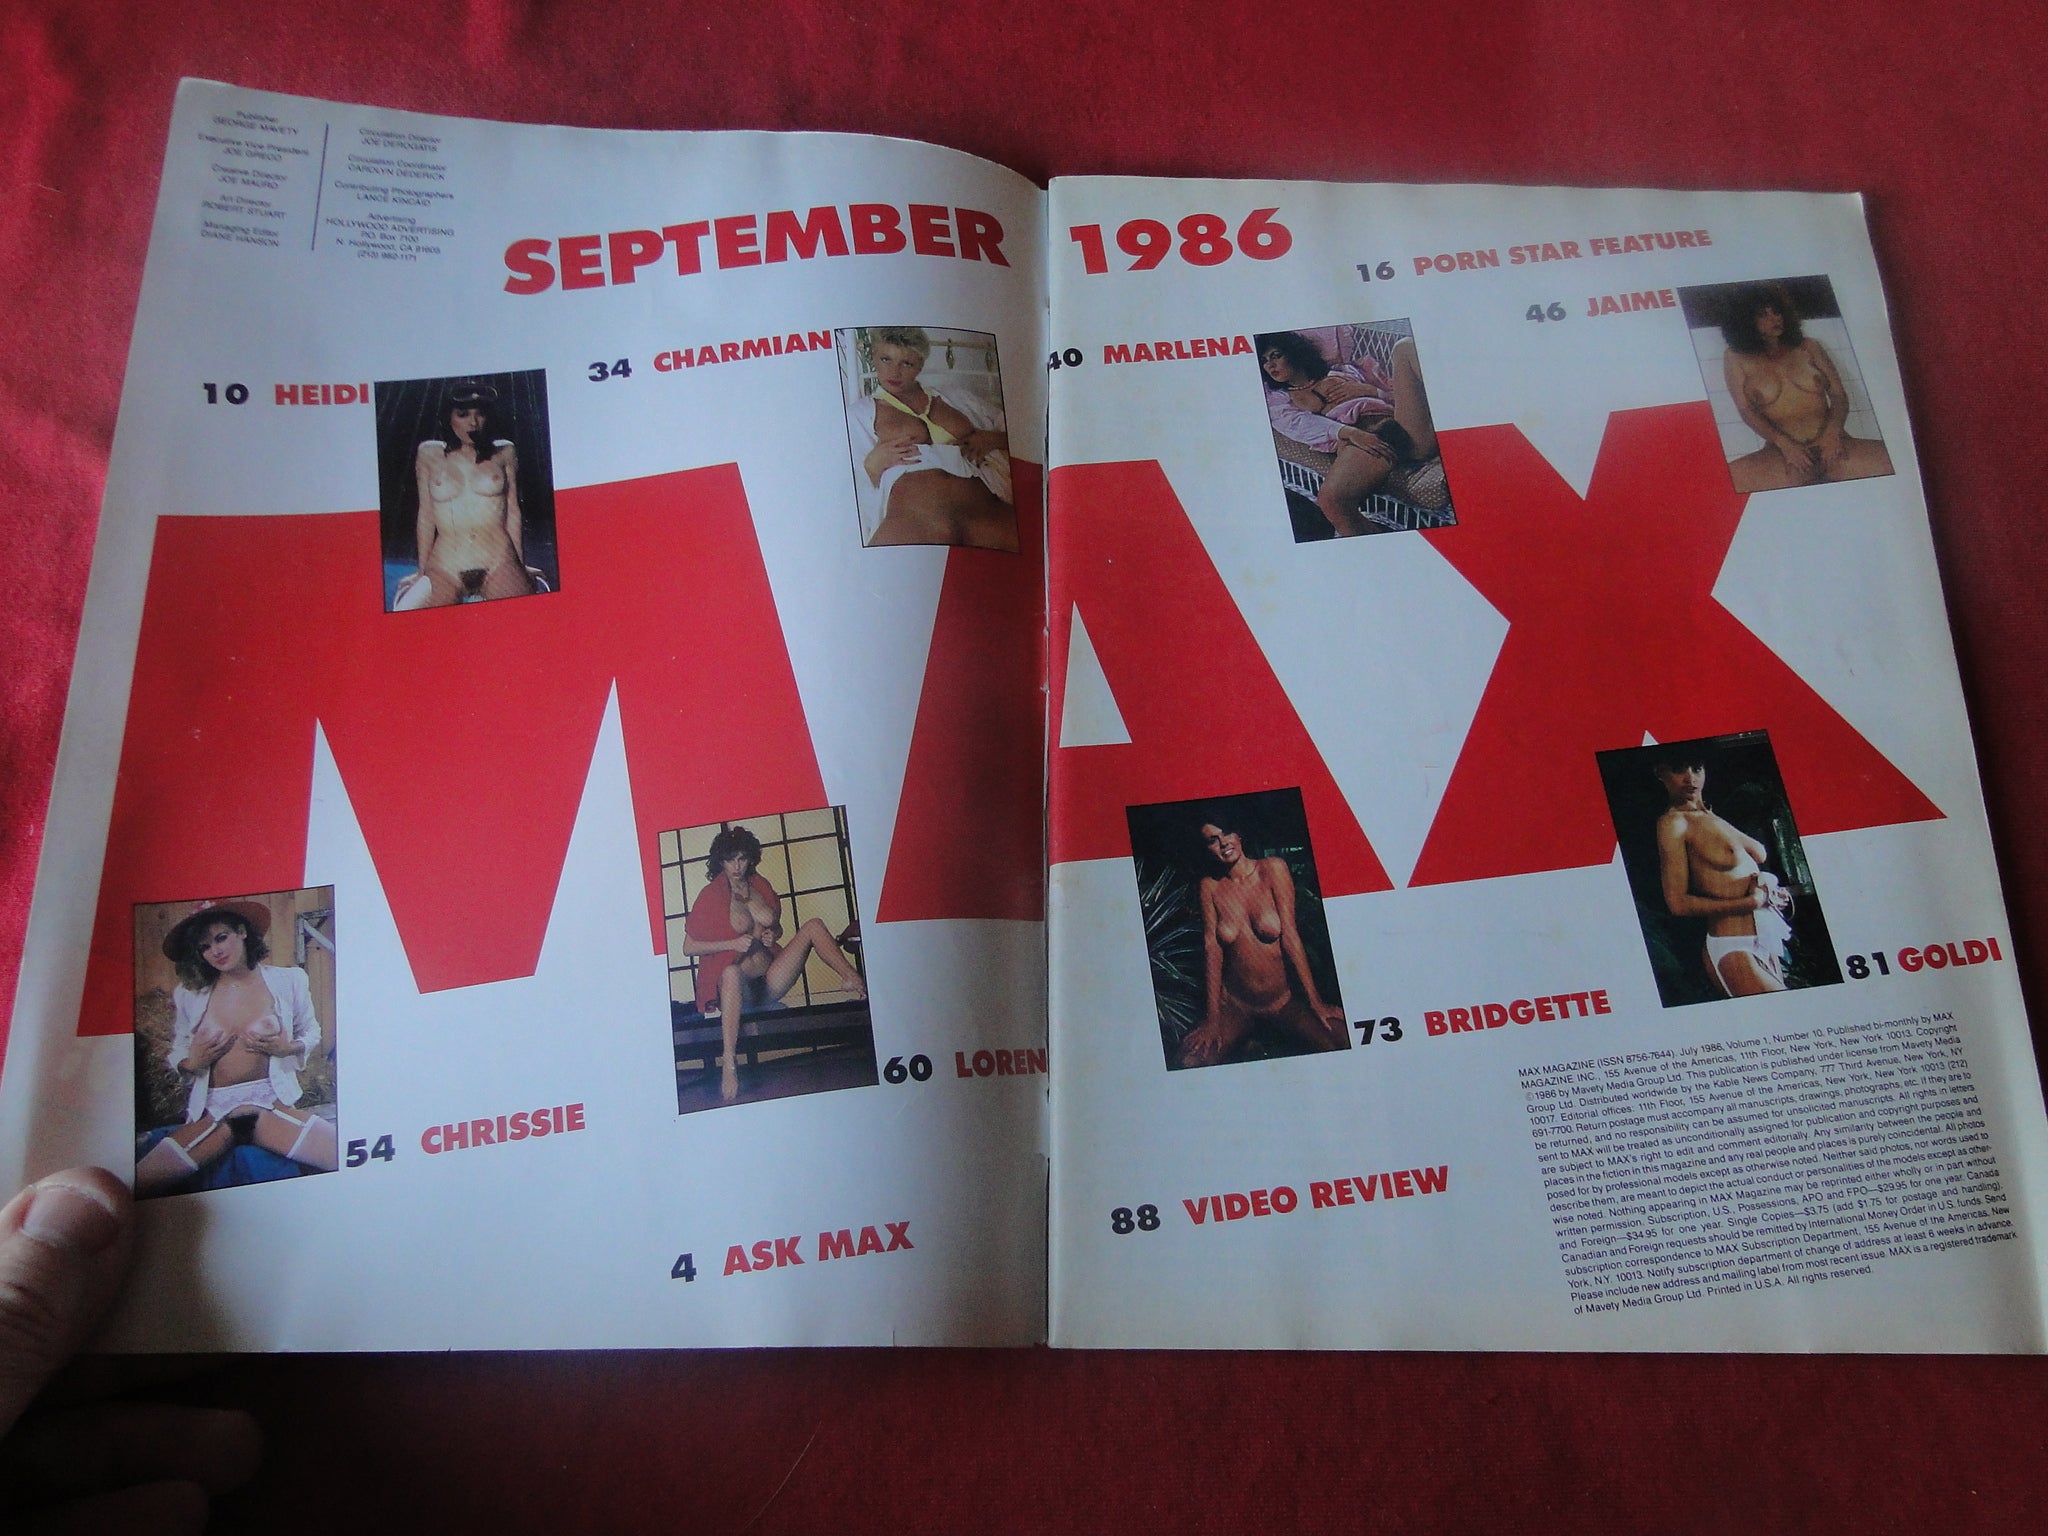 Publisher
GEORGE MAVETY
Executive Vice President
JOE GRECO
Creative Director
JOE MAURO
Art Director
ROBERT STUART
Managing Editor
DIANE HANSON
Circulation Director
JOE DEROGATIS
Circulation Coordinator
CAROLYN DEDERICK
Contributing Photographers
LANCE KINCAID
Advertising
HOLLYWOOD ADVERTISING
P.O. Box 7100
N. Hollywood, CA
SEPTEMBER 1986
16 PORN STAR FEATURE
46 JAIME
40 MARLENA
34 CHARMIAN
10 HEIDI
MAX
81 GOLDI
73 BRIDGETTE
60 LOREN
54 CHRISSIE
88 VIDEO REVIEW
4 ASK MAX
MAX MAGAZINE (ISSN 8756-7644). July 1986, Volume 1, Number 10. Published bi-monthly by MAX
MAGAZINE INC., 155 Avenue of the Americas, 11th Floor, New York, New York 10013. Copyright
©1986 by Mavety Media Group Ltd. This publication is published under license from Mavety Media
Group Ltd. Distributed worldwide by the Kable News Company, 777 Third Avenue, New York, NY
10017. Editorial offices: 11th Floor, 155 Avenue of the Americas, New York, New York 10013 (212)
691-7700. Return postage must accompany all manuscripts, drawings, photographs, etc. if they are to
be returned, and no responsibility can be assumed for unsolicited manuscripts. All rights in letters
sent to MAX will be treated as unconditionally assigned for publication and copyright purposes and
are subject to MAX's right to edit and comment editorially. Any similarity between the people and
places in the fiction in this magazine and any real people and places is purely coincidental. All photos
posed for by professional models except as otherwise noted. Neither said photos, nor words used to
describe them, are meant to depict the actual conduct or personalities of the models except as other-
wise noted. Nothing appearing in MAX Magazine may be reprinted either wholly or in part without
written permission. Subscription, U.S., Possessions, APO and FPO—$29.95 for one year. Canada
and Foreign—$34.95 for one year. Single Copies—$3.75 (add $1.75 for postage and handling).
Canadian and Foreign requests should be remitted by International Money Order in U.S. funds. Send
subscription correspondence to MAX Subscription Department, 155 Avenue of the Americas, New
York, N.Y. 10013. Notify subscription department of change of address at least 6 weeks in advance.
Please include new address and mailing label from most recent issue. MAX is a registered trademark
of Mavety Media Group Ltd. Printed in U.S.A. All rights reserved.